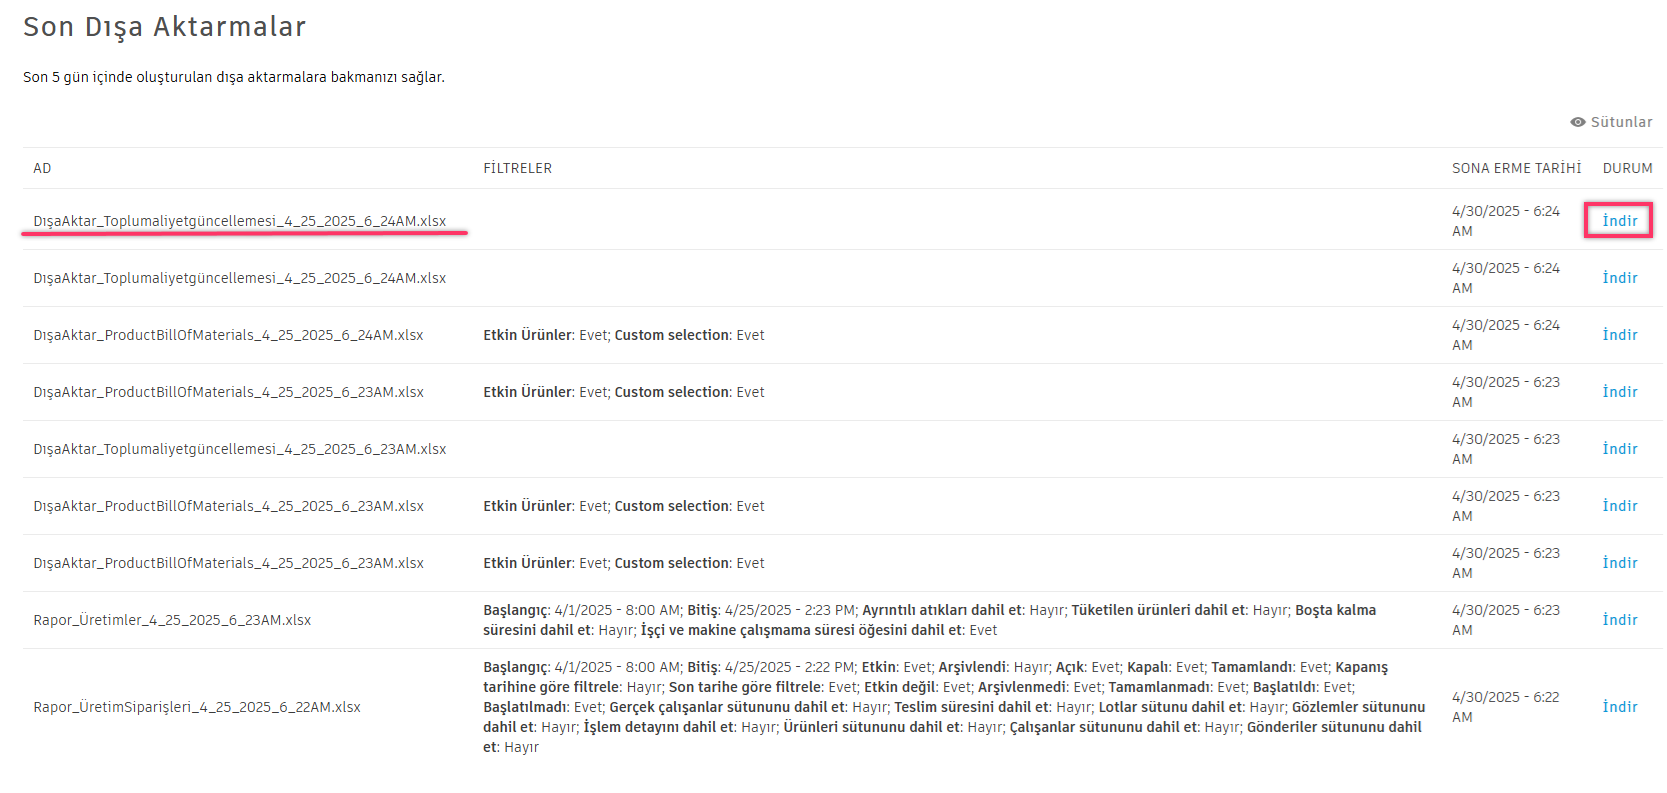 Son Dışa Aktarmalar
Son 5 gün içinde oluşturulan dışa aktarmalara bakmanızı sağlar.
Sütunlar
AD FİLTRELER SONA ERME TARİHİ DURUM
DışaAktar_Toplumaliyetgüncellemesi_4_25_2025_6_24AM.xlsx 4/30/2025 - 6:24 İndir
AM
DışaAktar_Toplumaliyetgüncellemesi_4_25_2025_6_24AM.xlsx 4/30/2025 - 6:24 İndir
AM
DışaAktar_ProductBillOfMaterials_4_25_2025_6_24AM.xlsx Etkin Ürünler: Evet; Custom selection: Evet 4/30/2025 - 6:24 İndir
AM
DışaAktar_ProductBillOfMaterials_4_25_2025_6_23AM.xlsx Etkin Ürünler: Evet; Custom selection: Evet 4/30/2025 - 6:23 İndir
AM
DışaAktar_Toplumaliyetgüncellemesi_4_25_2025_6_23AM.xlsx 4/30/2025 - 6:23 İndir
AM
DışaAktar_ProductBillOfMaterials_4_25_2025_6_23AM.xlsx Etkin Ürünler: Evet; Custom selection: Evet 4/30/2025 - 6:23 İndir
AM
DışaAktar_ProductBillOfMaterials_4_25_2025_6_23AM.xlsx Etkin Ürünler: Evet; Custom selection: Evet 4/30/2025 - 6:23 İndir
AM
Rapor_Üretimler_4_25_2025_6_23AM.xlsx Başlangıç: 4/1/2025 - 8:00 AM; Bitiş: 4/25/2025 - 2:23 PM; Ayrıntılı atıkları dahil et: Hayır; Tüketilen ürünleri dahil et: Hayır; Boşta kalma 4/30/2025 - 6:23 İndir
süresini dahil et: Hayır; İşçi ve makine çalışmama süresi öğesini dahil et: Evet AM
Rapor_ÜretimSiparişleri_4_25_2025_6_22AM.xlsx Başlangıç: 4/1/2025 - 8:00 AM; Bitiş: 4/25/2025 - 2:22 PM; Etkin: Evet; Arşivlendi: Hayır; Açık: Evet; Kapalı: Evet; Tamamlandı: Evet; Kapanış
tarihine göre filtrele: Hayır; Son tarihe göre filtrele: Evet; Etkin değil: Evet; Arşivlenmedi: Evet; Tamamlanmadı: Evet; Başlatıldı: Evet;
Başlatılmadı: Evet; Gerçek çalışanlar sütununu dahil et: Hayır; Teslim süresini dahil et: Hayır; Lotlar sütunu dahil et: Hayır; Gözlemler sütununu 4/30/2025 - 6:22 İndir
dahil et: Hayır; İşlem detayını dahil et: Hayır; Ürünleri sütununu dahil et: Hayır; Çalışanlar sütununu dahil et: Hayır; Gönderiler sütununu dahil AM
et: Hayır